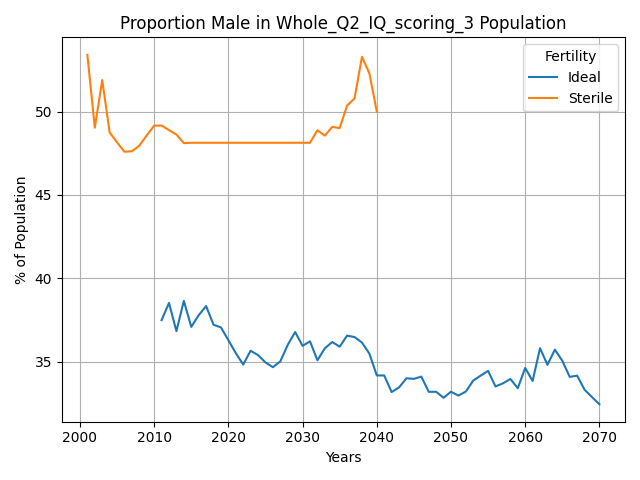 Proportion Male in Whole_Q2_IQ_scoring_3 Population
Fertility
Ideal
Sterile
% of Population
50
45
40
35
2000 2010 2020 2030 2040 2050 2060 2070
Years